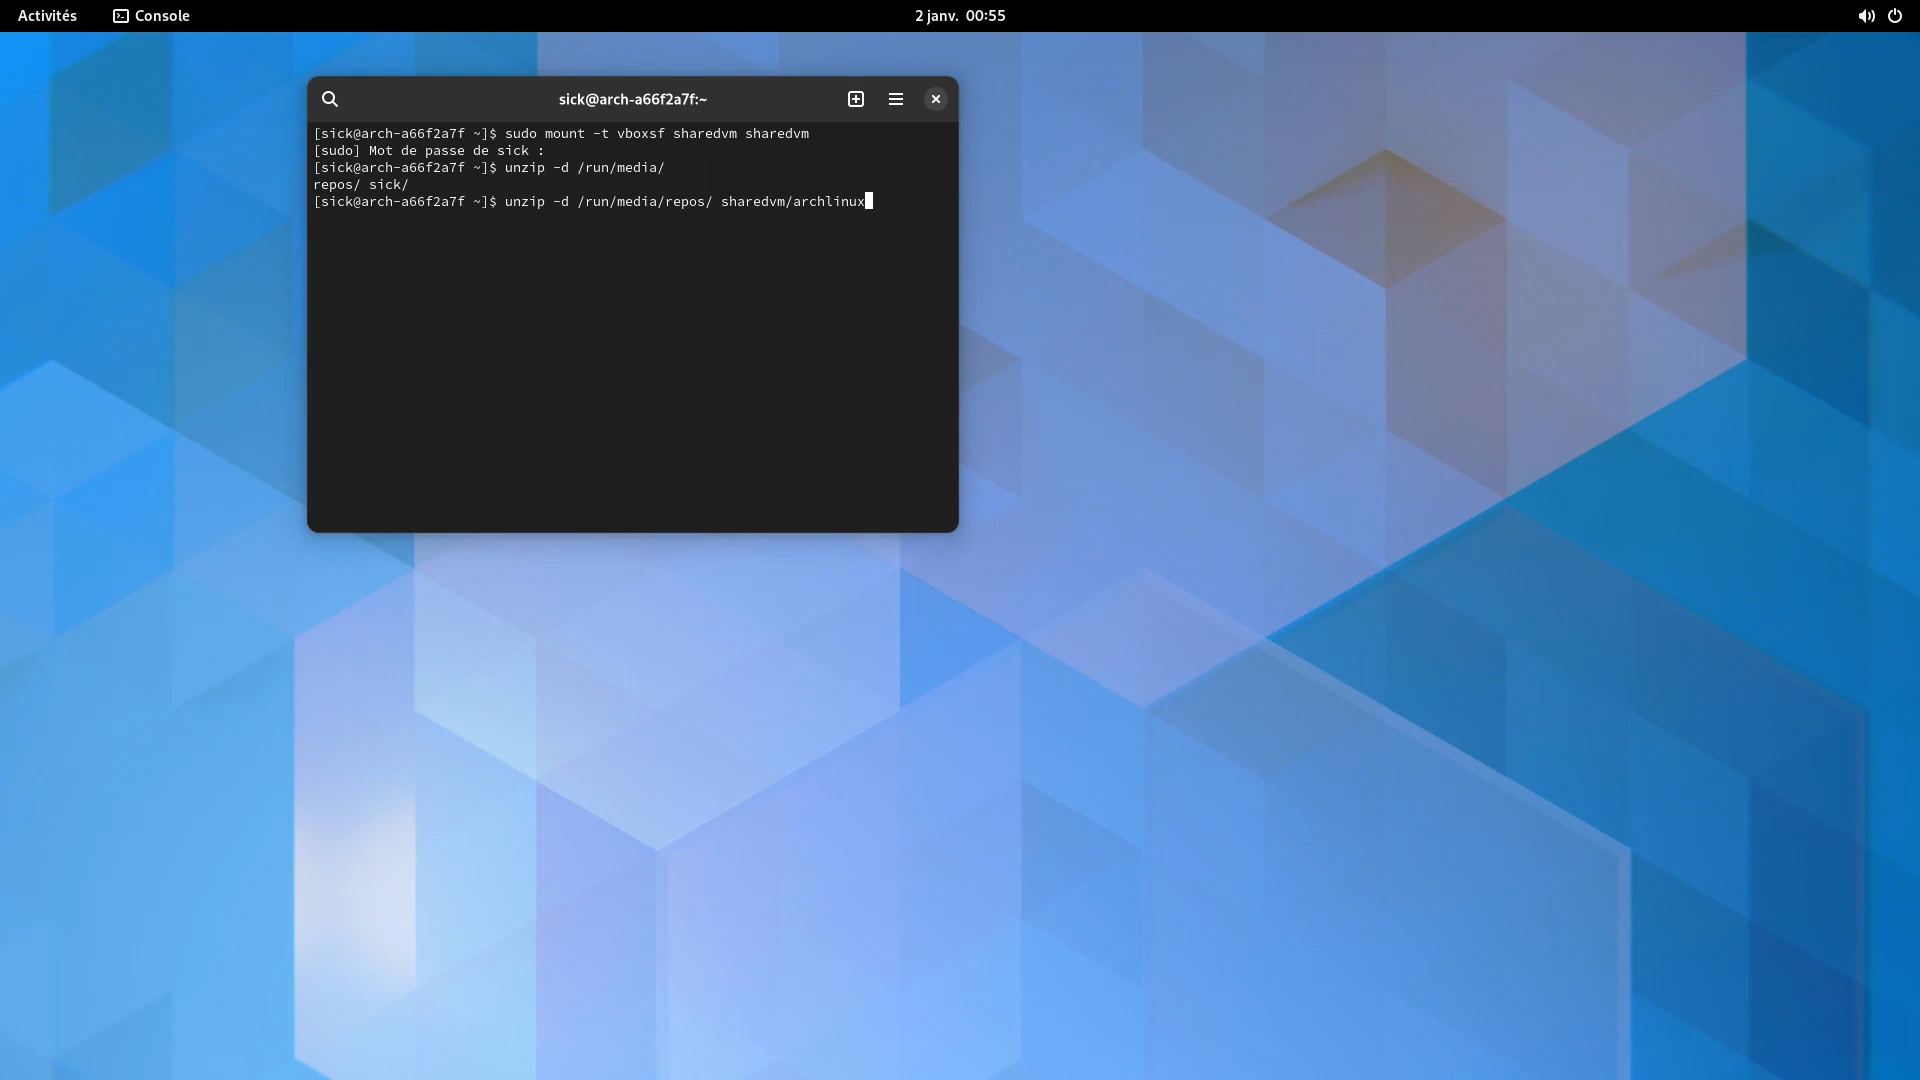 Activités
Console
2 janv. 00:55
sick@arch-a66f2a7f:~
[sick@arch-a66f2a7f ~]$ sudo mount -t vboxsf sharedvm sharedvm
[sudo] Mot de passe de sick :
[sick@arch-a66f2a7f ~]$ unzip -d /run/media/
repos/ sick/
[sick@arch-a66f2a7f ~]$ unzip -d /run/media/repos/ sharedvm/archlinux